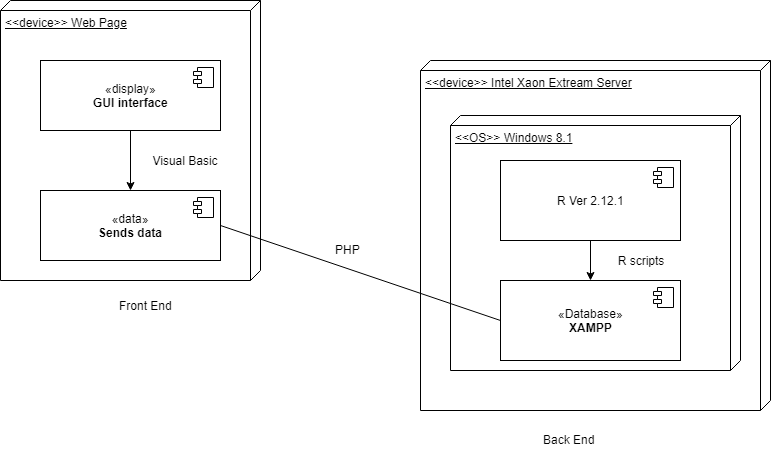 <<device>> Web Page
«display»
GUI interface
Visual Basic
«data»
Sends data
Front End
PHP
<<device>> Intel Xaon Extream Server
<<OS>> Windows 8.1
R Ver 2.12.1
R scripts
«Database»
XAMPP
Back End